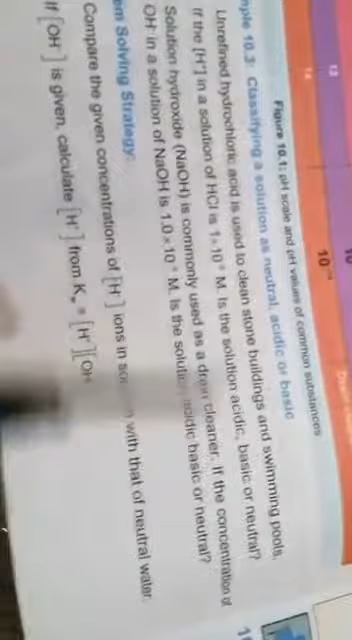 13
14
10
10⁻¹⁴
Drain
Figure 10.1: pH scale and pH values of common substances
mple 10.3: Classifying a solution as neutral, acidic or basic
Unrefined hydrochloric acid is used to clean stone buildings and swimming pools.
If the [H⁺] in a solution of HCl is 1×10 M. Is the solution acidic, basic or neutral?
Solution hydroxide (NaOH) is commonly used as a drain cleaner. If the concentration of
OH⁻ in a solution of NaOH is 1.0×10 M. Is the solution acidic basic or neutral?
em Solving Strategy:
Compare the given concentrations of [H⁺] ions in with that of neutral water.
If [OH⁻] is given, calculate [H⁺] from Kw = [H⁺][OH